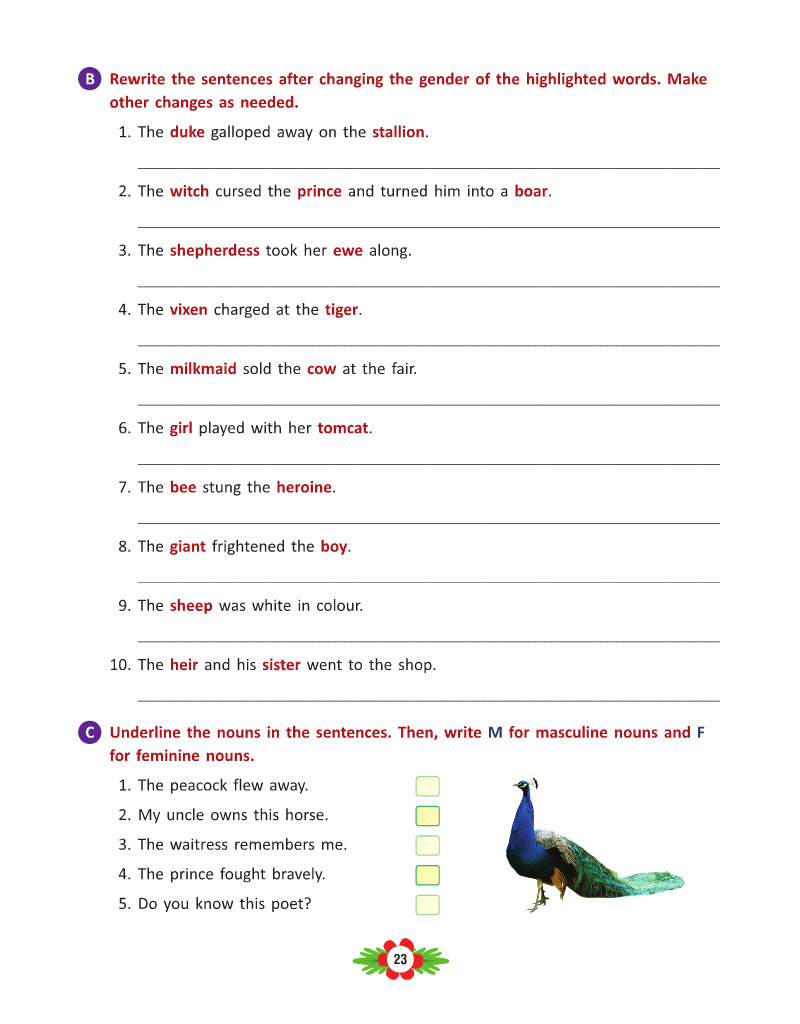 B Rewrite the sentences after changing the gender of the highlighted words. Make
other changes as needed.
1. The duke galloped away on the stallion.
2. The witch cursed the prince and turned him into a boar.
3. The shepherdess took her ewe along.
4. The vixen charged at the tiger.
5. The milkmaid sold the cow at the fair.
6. The girl played with her tomcat.
7. The bee stung the heroine.
8. The giant frightened the boy.
9. The sheep was white in colour.
10. The heir and his sister went to the shop.
C Underline the nouns in the sentences. Then, write M for masculine nouns and F
for feminine nouns.
1. The peacock flew away.
2. My uncle owns this horse.
3. The waitress remembers me.
4. The prince fought bravely.
5. Do you know this poet?
23